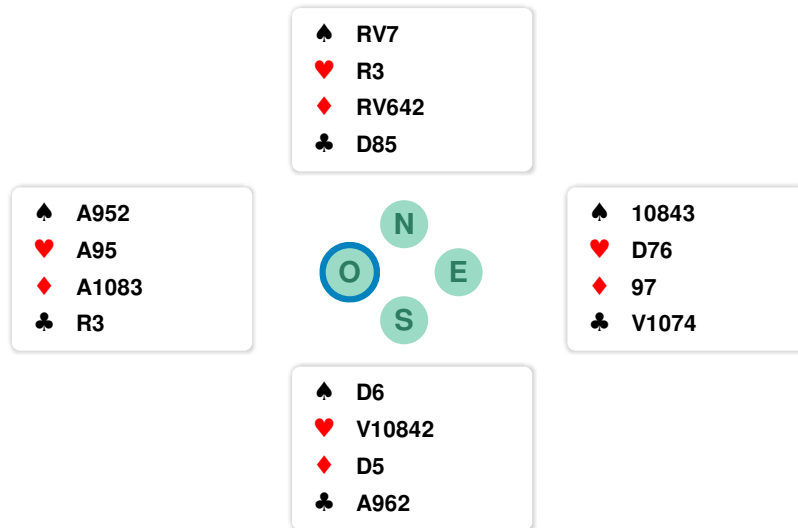 ♠ RV7
♥ R3
♦ RV642
♣ D85
♠ A952
♥ A95
♦ A1083
♣ R3
N
O
E
S
♠ 10843
♥ D76
♦ 97
♣ V1074
♠ D6
♥ V10842
♦ D5
♣ A962